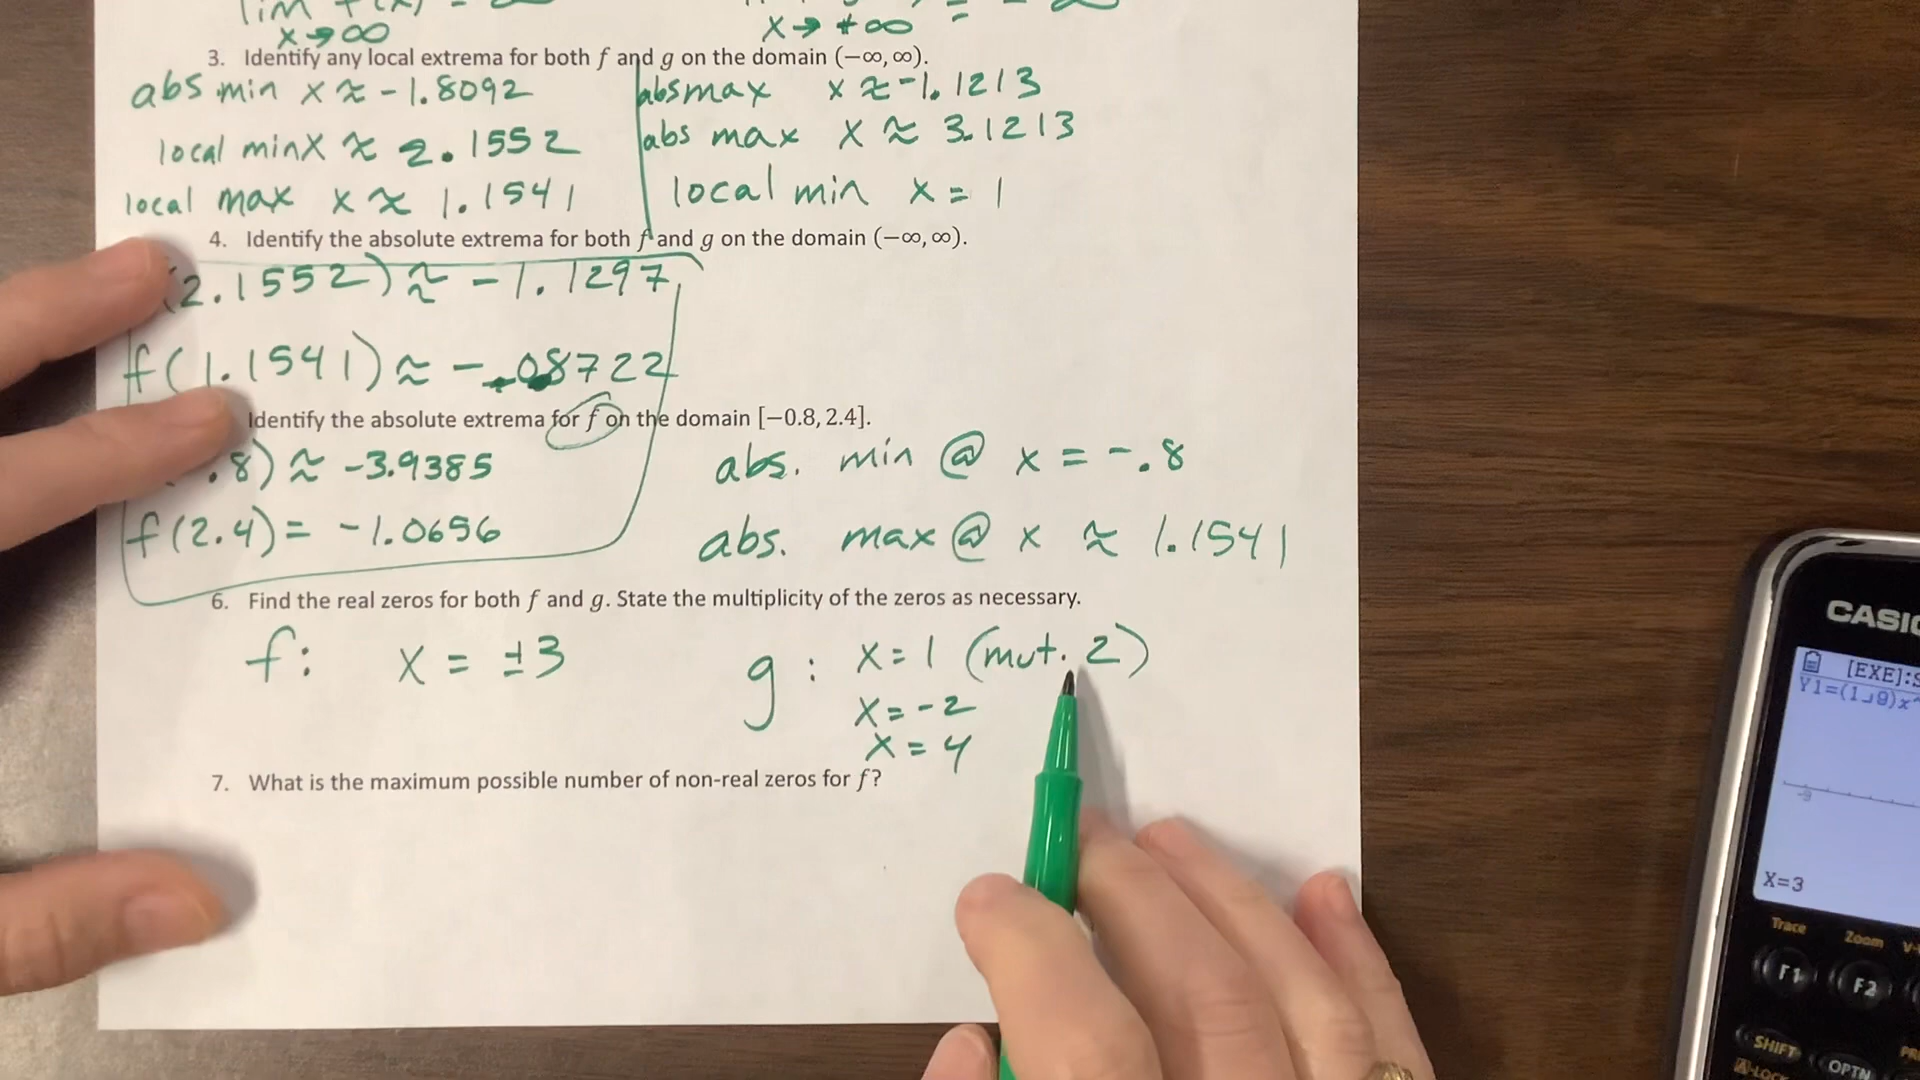 lim f(x) =
x→∞
x→+∞
3. Identify any local extrema for both f and g on the domain (−∞, ∞).
abs min x ≈ -1.8092
local min x ≈ 2.1552
local max x ≈ 1.1541
abs max x ≈ -1.1213
abs max x ≈ 3.1213
local min x = 1
4. Identify the absolute extrema for both f and g on the domain (−∞, ∞).
(2.1552) ≈ -1.1297
f(1.1541) ≈ -.08722
Identify the absolute extrema for f on the domain [−0.8, 2.4].
.8) ≈ -3.9385
f(2.4) = -1.0656
abs. min @ x = -.8
abs. max @ x ≈ 1.1541
6. Find the real zeros for both f and g. State the multiplicity of the zeros as necessary.
f: x = ±3
g: x = 1 (mut. 2)
x = -2
x = 4
7. What is the maximum possible number of non-real zeros for f?
CASIO
[EXE]:S
Y1=(1⌟9)x^
X=3
Trace Zoom V-
F1 F2
SHIFT OPTN